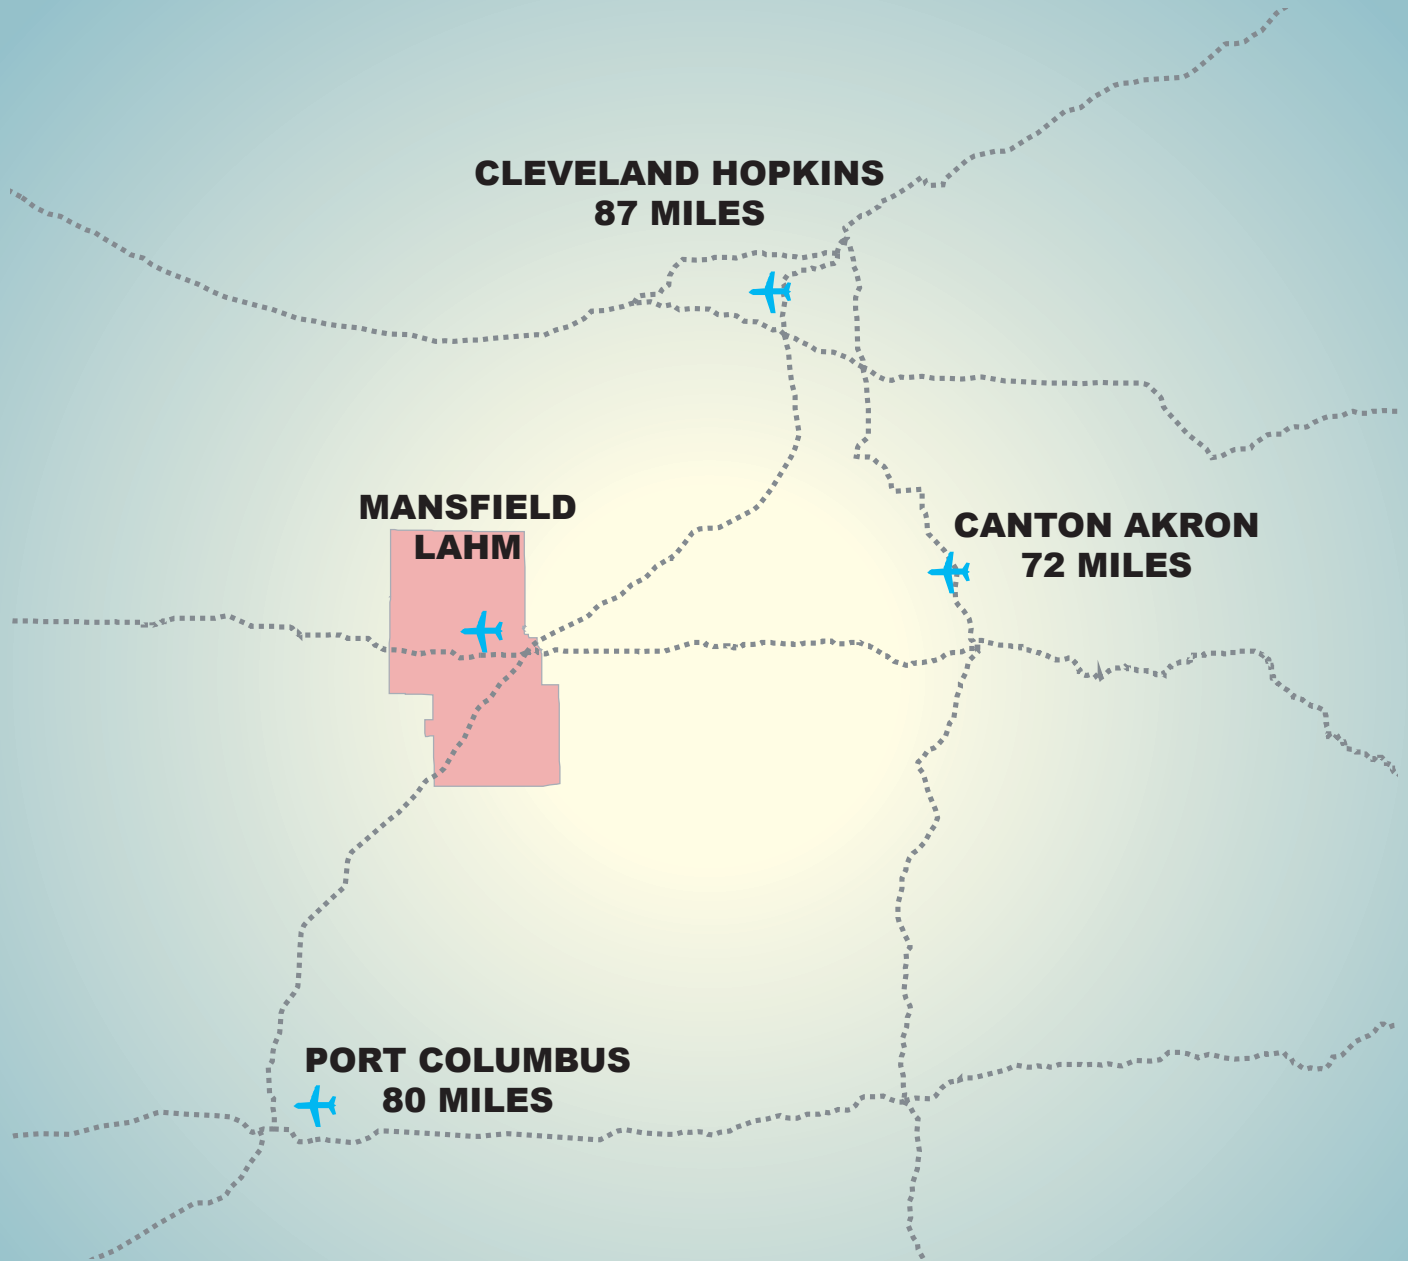 CLEVELAND HOPKINS
87 MILES
MANSFIELD
LAHM
CANTON AKRON
72 MILES
PORT COLUMBUS
80 MILES